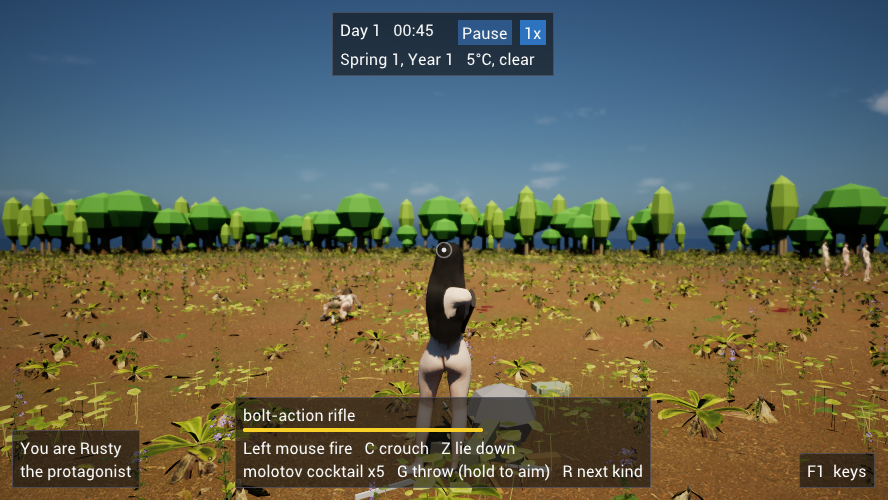 Day 1 00:45 Pause 1x
Spring 1, Year 1 5°C, clear
bolt-action rifle
Left mouse fire C crouch Z lie down
molotov cocktail x5 G throw (hold to aim) R next kind
You are Rusty
the protagonist
F1 keys